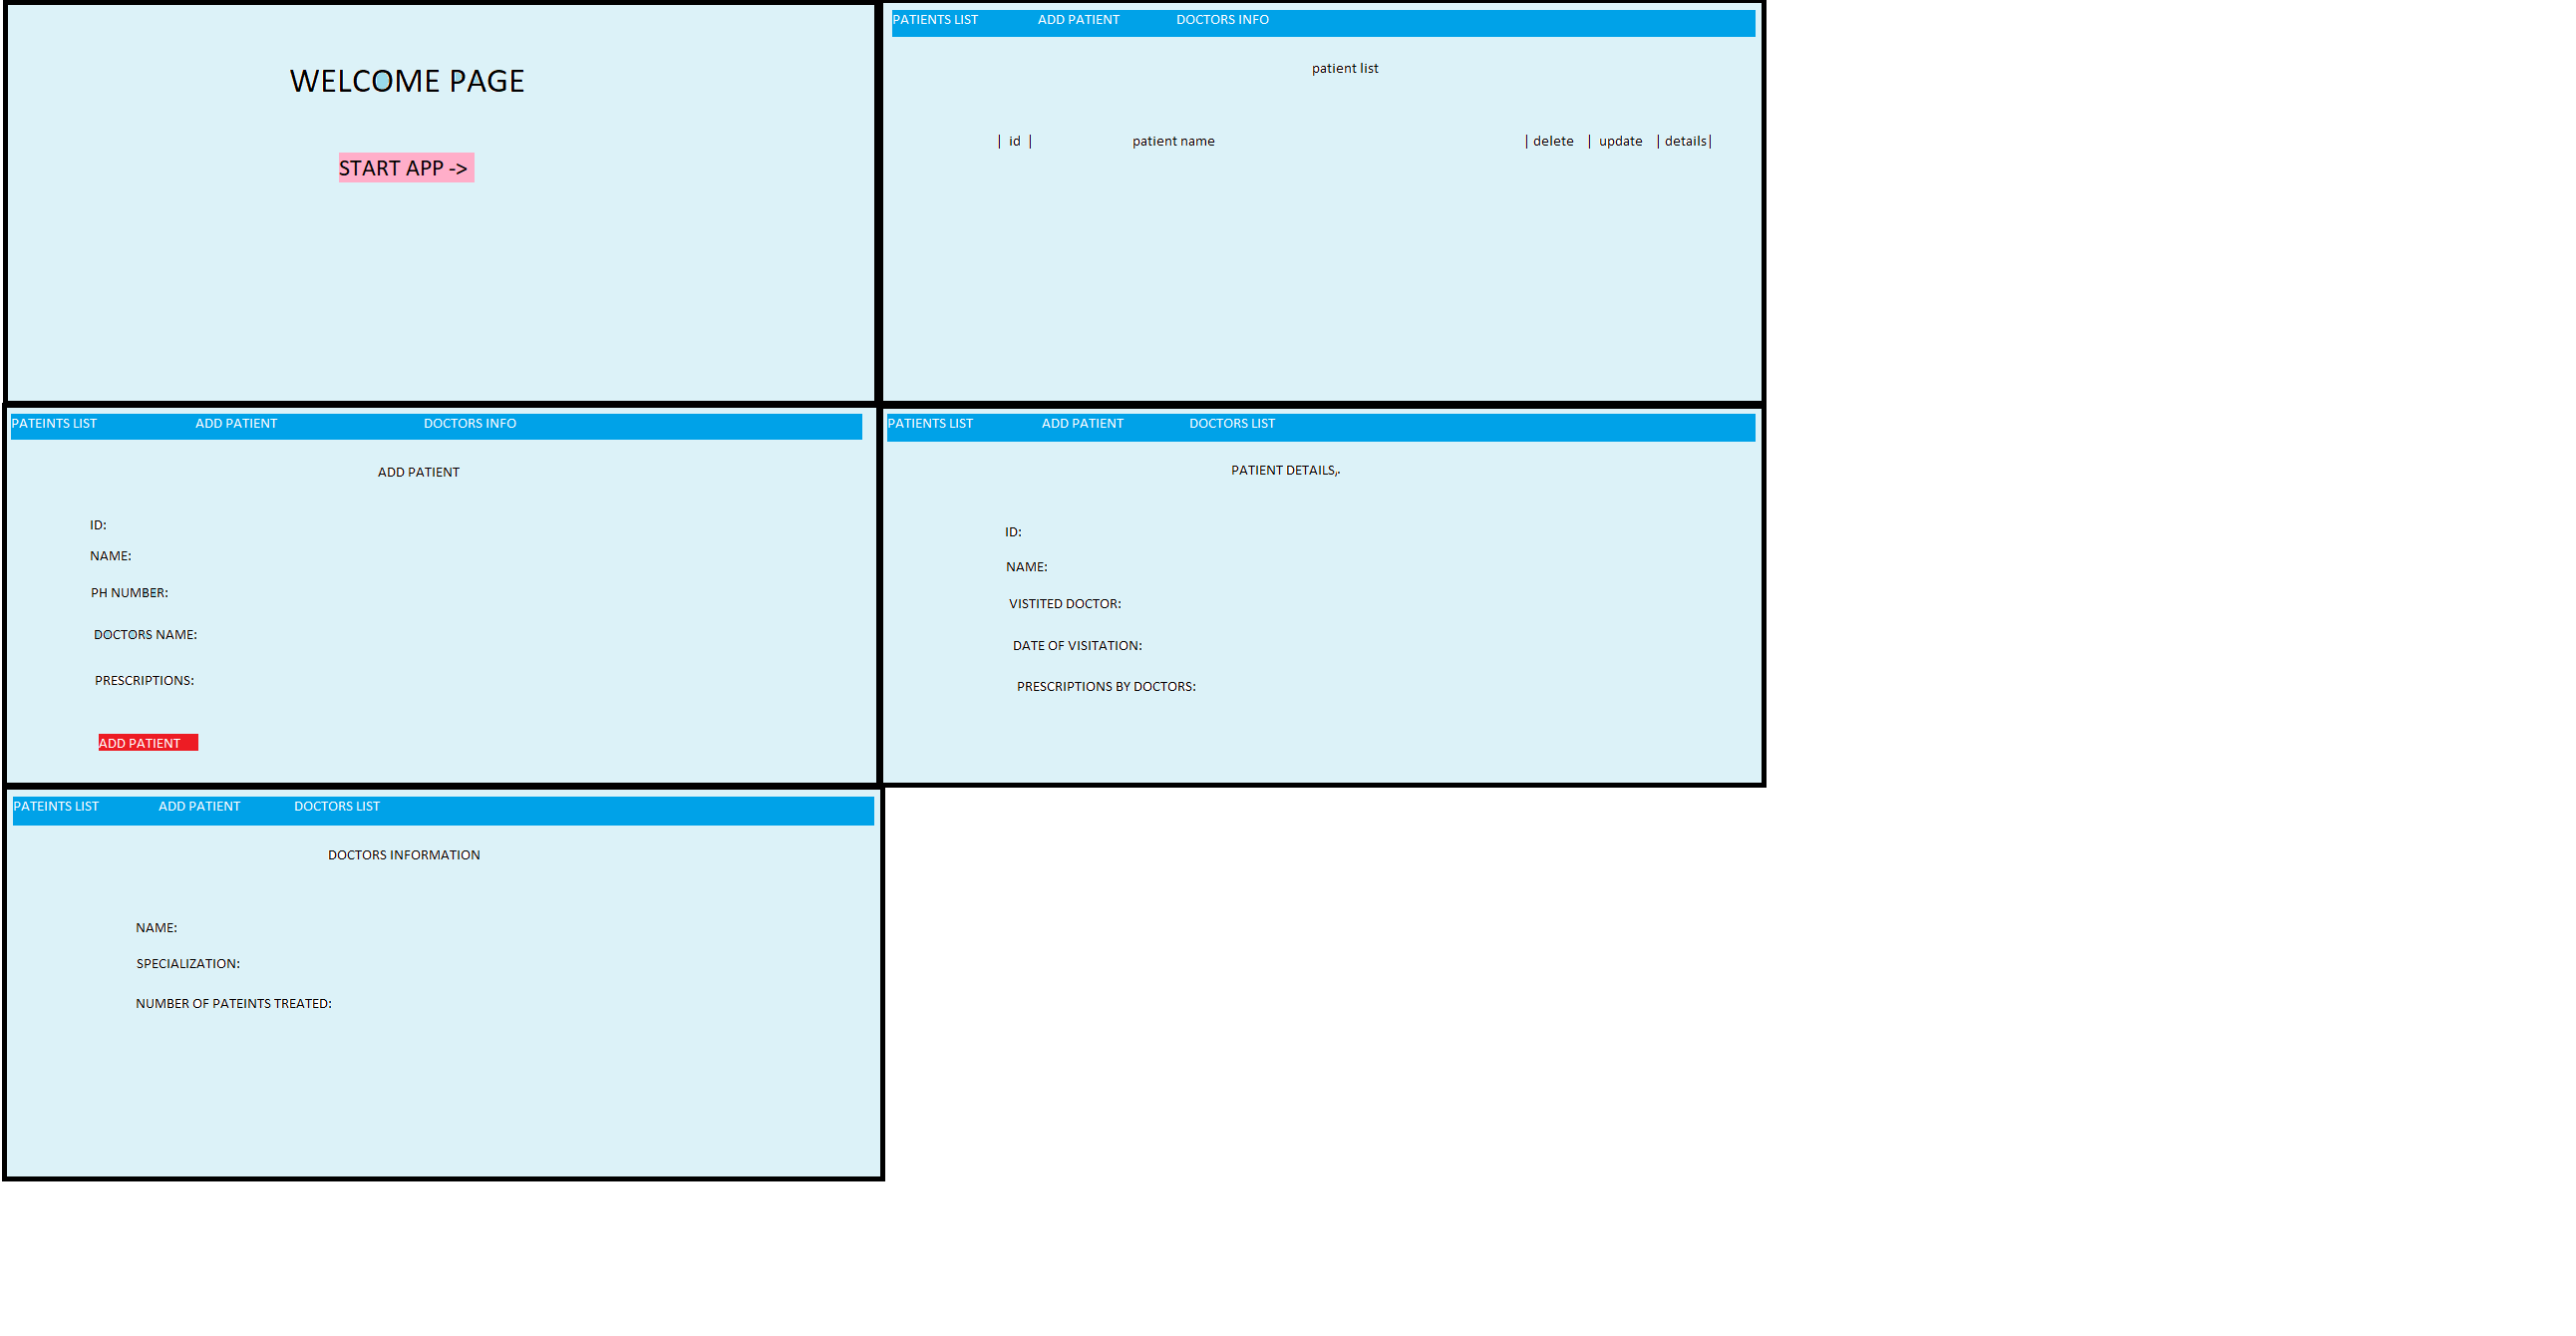 WELCOME PAGE
START APP ->
PATIENTS LIST ADD PATIENT DOCTORS INFO
patient list
| id | patient name | delete | update | details|
PATEINTS LIST ADD PATIENT DOCTORS INFO
ADD PATIENT
ID:
NAME:
PH NUMBER:
DOCTORS NAME:
PRESCRIPTIONS:
ADD PATIENT
PATIENTS LIST ADD PATIENT DOCTORS LIST
PATIENT DETAILS,.
ID:
NAME:
VISTITED DOCTOR:
DATE OF VISITATION:
PRESCRIPTIONS BY DOCTORS:
PATEINTS LIST ADD PATIENT DOCTORS LIST
DOCTORS INFORMATION
NAME:
SPECIALIZATION:
NUMBER OF PATEINTS TREATED: